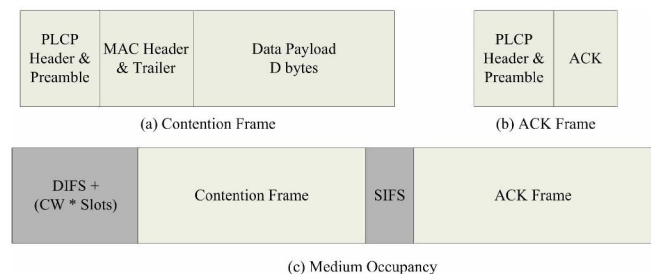 PLCP
Header &
Preamble
MAC Header
& Trailer
Data Payload
D bytes
PLCP
Header &
Preamble
ACK
(a) Contention Frame
(b) ACK Frame
DIFS +
(CW * Slots)
Contention Frame
SIFS
ACK Frame
(c) Medium Occupancy